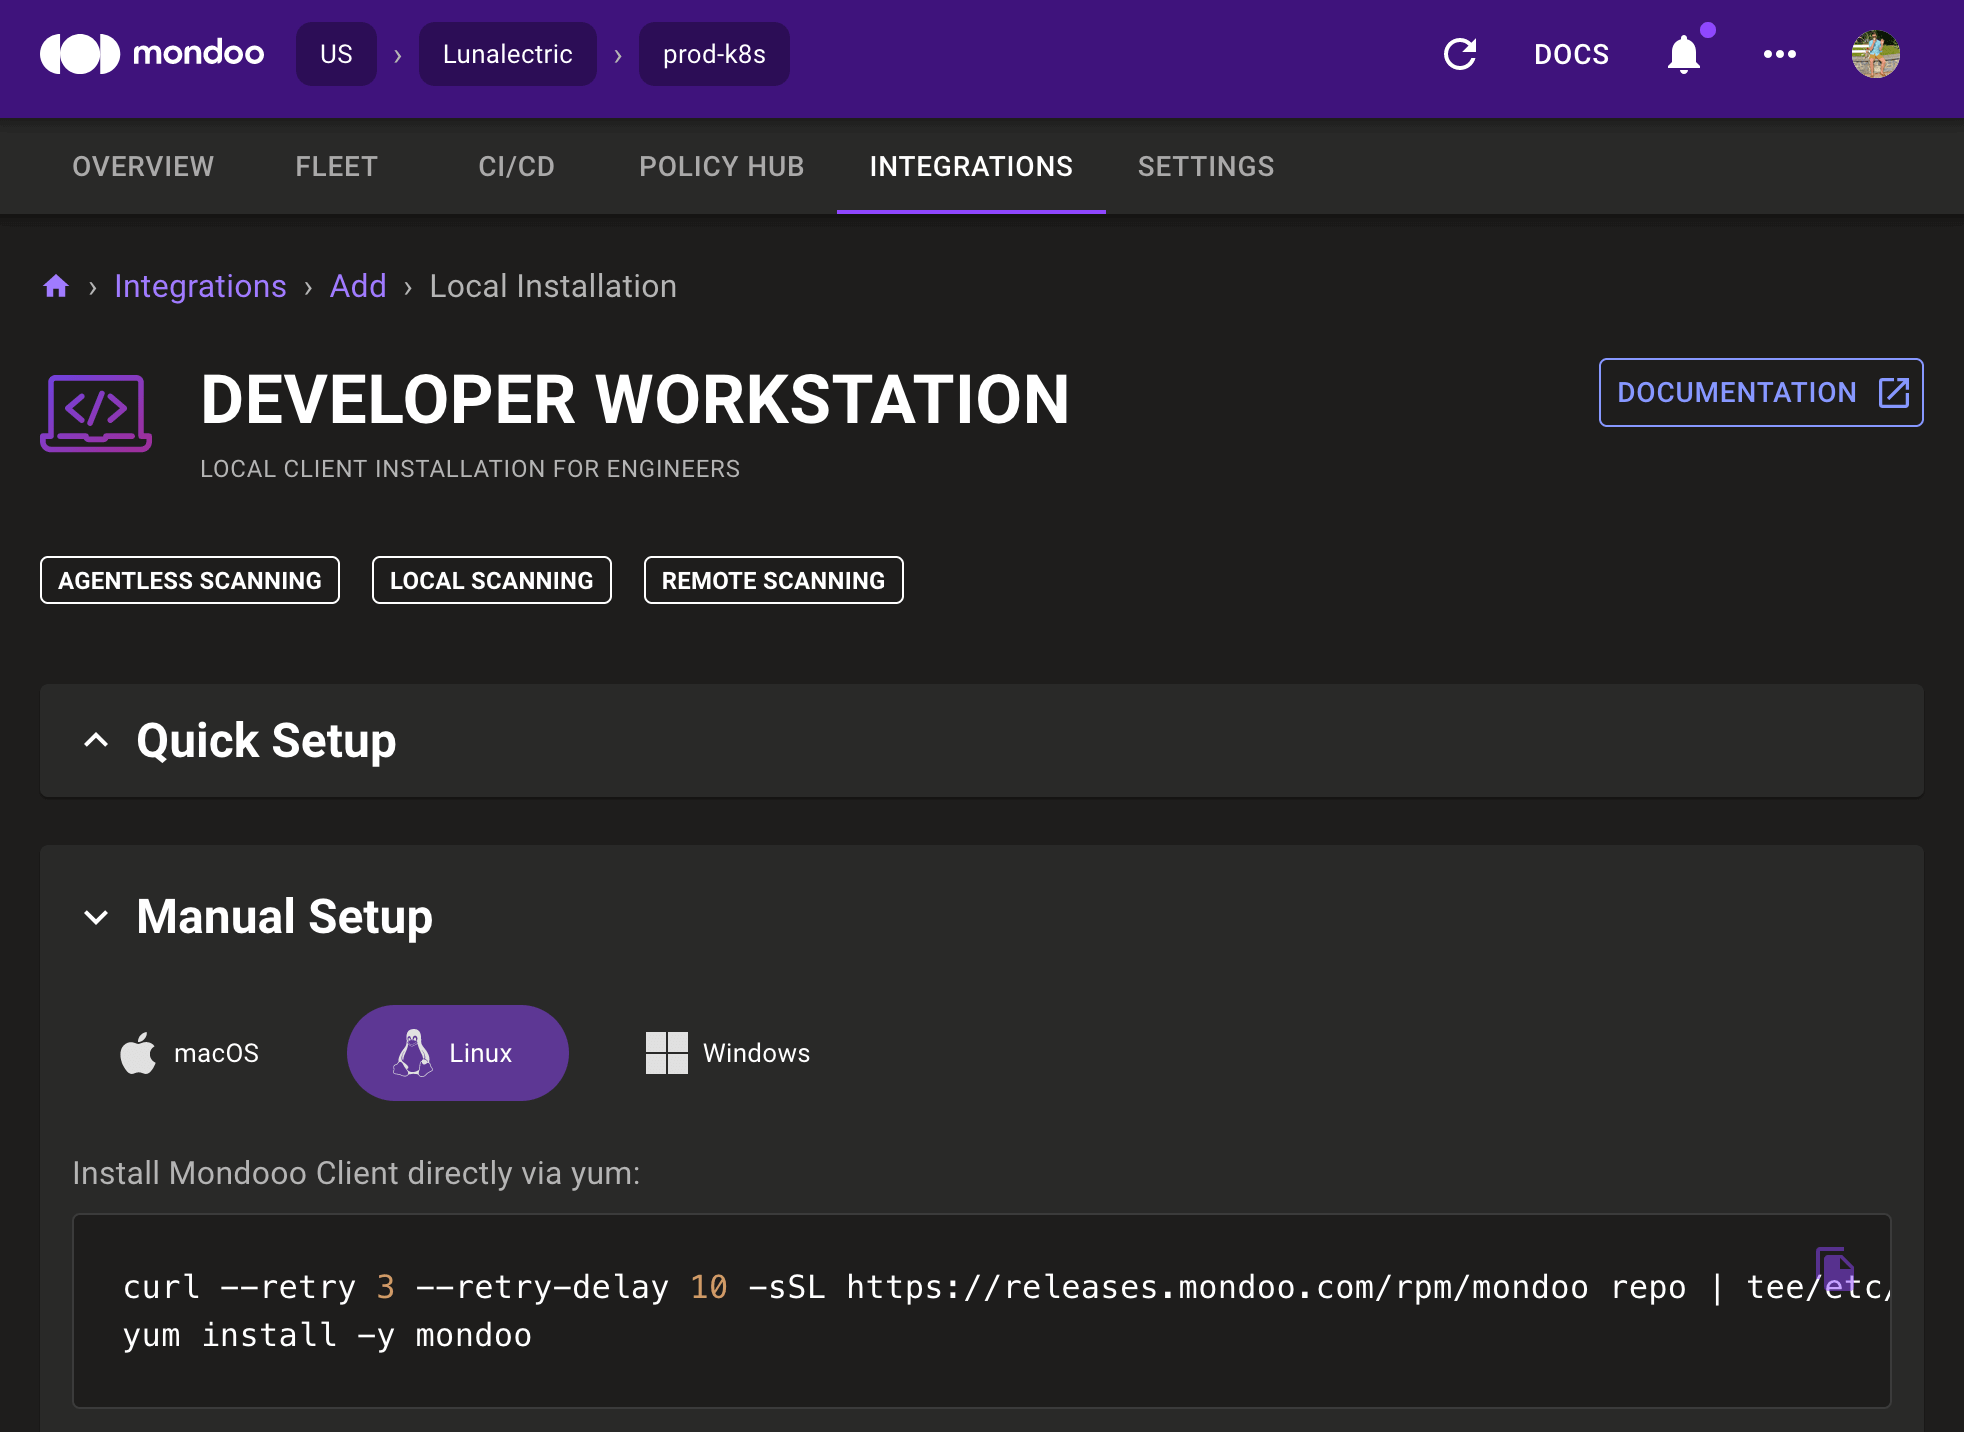 mondoo US › Lunalectric › prod-k8s DOCS
OVERVIEW FLEET CI/CD POLICY HUB INTEGRATIONS SETTINGS
› Integrations › Add › Local Installation
DEVELOPER WORKSTATION
DOCUMENTATION
LOCAL CLIENT INSTALLATION FOR ENGINEERS
AGENTLESS SCANNING LOCAL SCANNING REMOTE SCANNING
Quick Setup
Manual Setup
macOS Linux Windows
Install Mondooo Client directly via yum:
curl --retry 3 --retry-delay 10 -sSL https://releases.mondoo.com/rpm/mondoo repo | tee/etc/
yum install -y mondoo